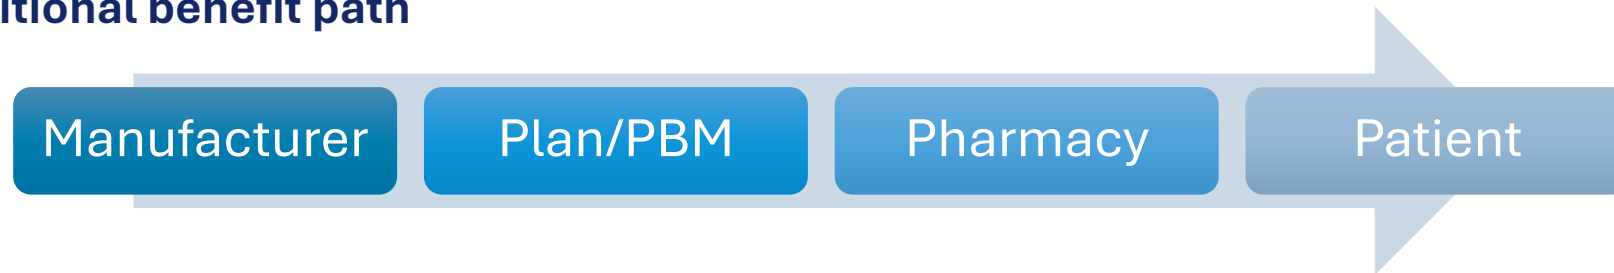 itional benefit path
Manufacturer
Plan/PBM
Pharmacy
Patient